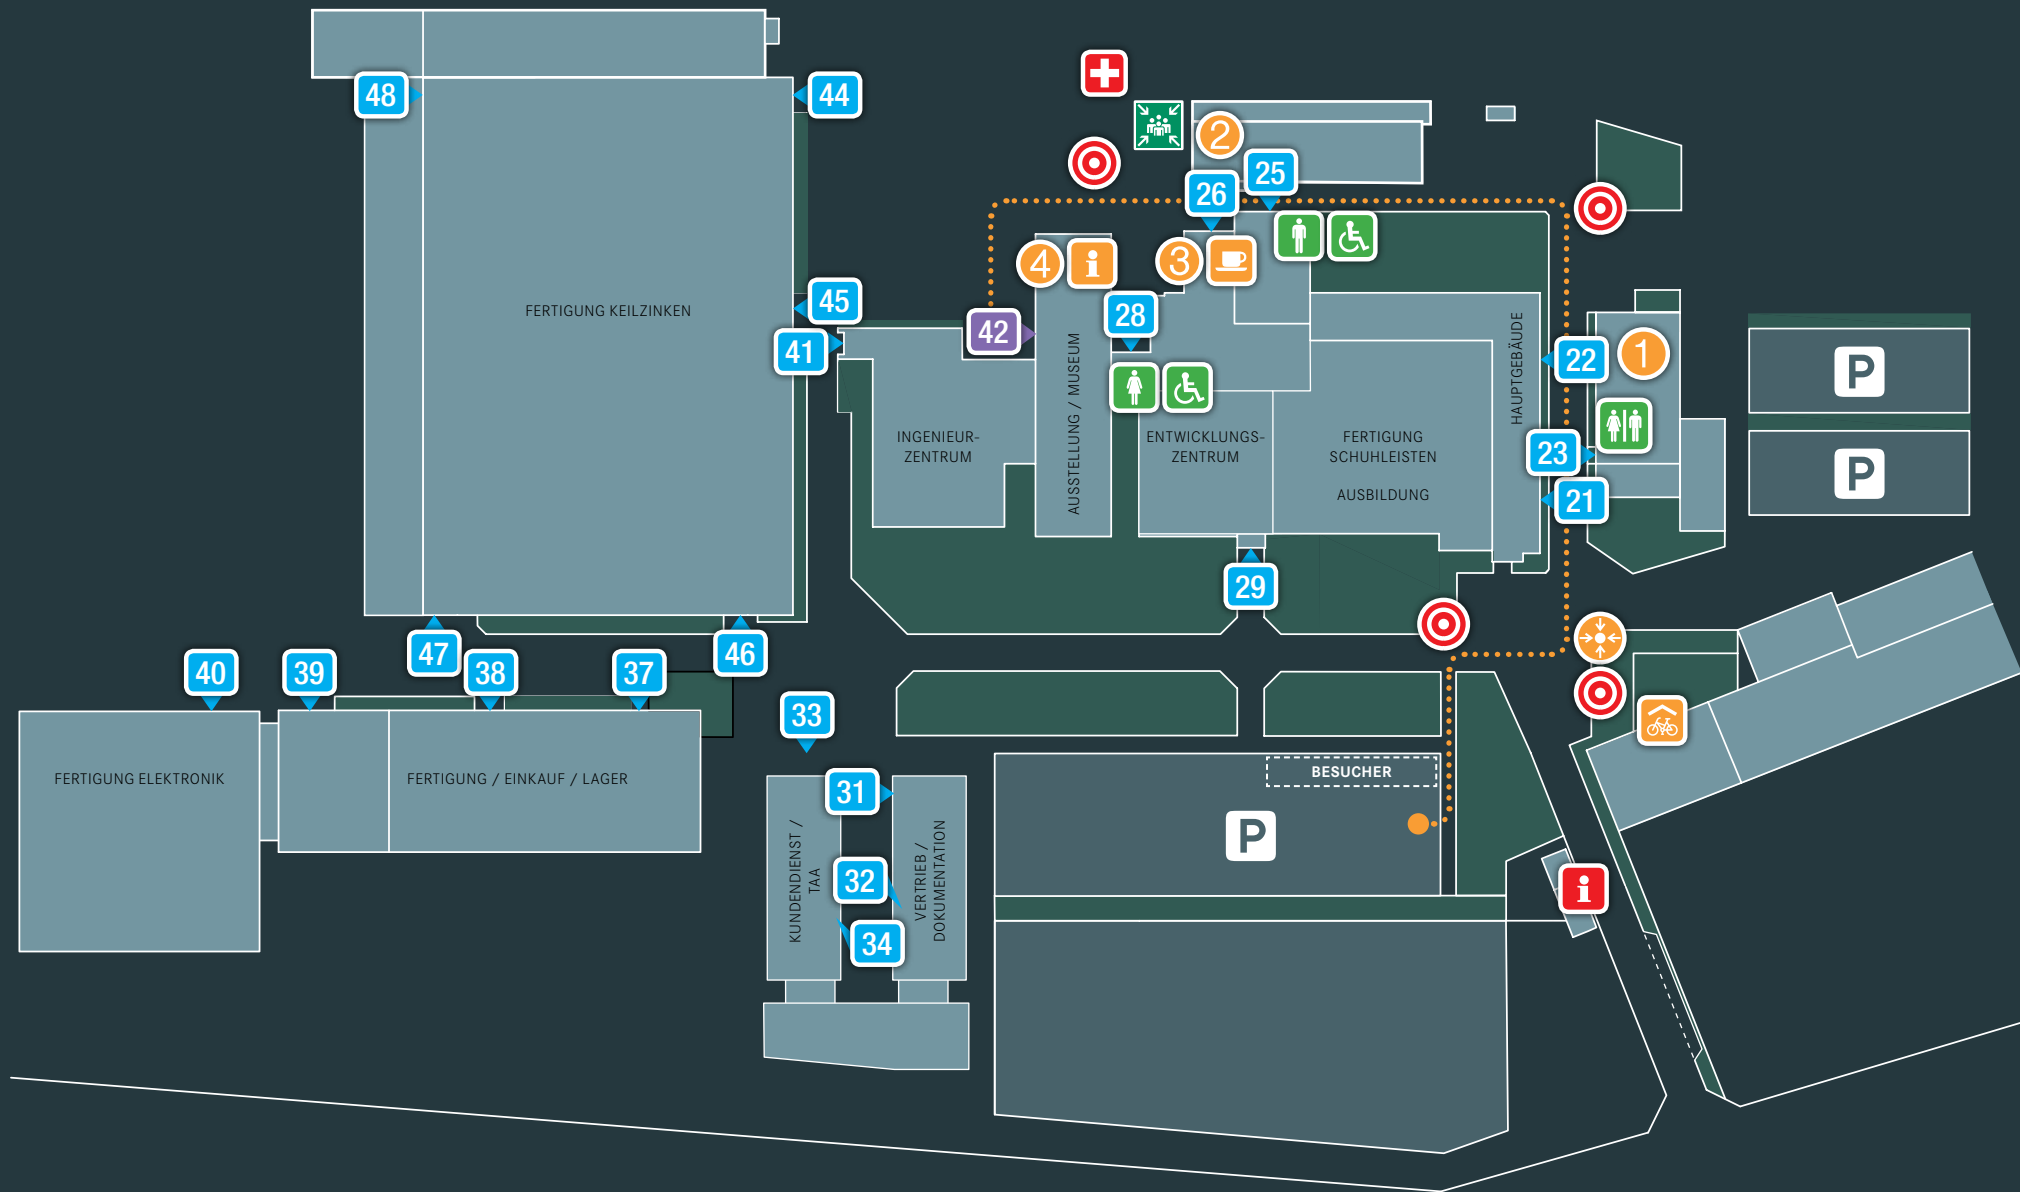 48
44
2
25
26
4
i
3
FERTIGUNG KEILZINKEN
45
28
42
41
AUSSTELLUNG / MUSEUM
HAUPTGEBÄUDE
22
1
P
INGENIEUR-
ZENTRUM
ENTWICKLUNGS-
ZENTRUM
FERTIGUNG
SCHUHLEISTEN
AUSBILDUNG
23
21
P
29
47
46
40
39
38
37
33
FERTIGUNG ELEKTRONIK
FERTIGUNG / EINKAUF / LAGER
31
BESUCHER
P
KUNDENDIENST /
TAA
32
VERTRIEB /
DOKUMENTATION
34
i